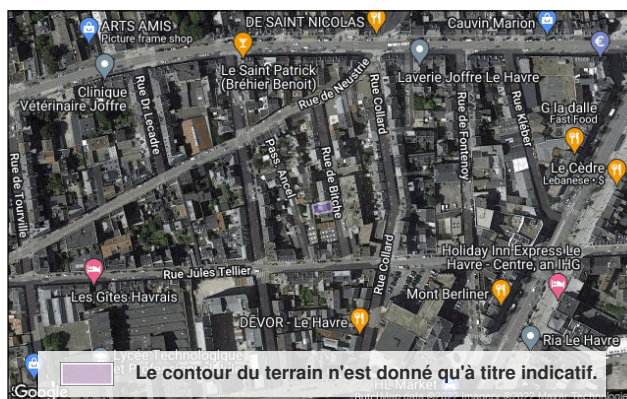 ARTS AMIS
Picture frame shop
DE SAINT NICOLAS
Cauvin Marion
Clinique
Vétérinaire Joffre
Le Saint Patrick
(Bréhier Benoit)
Rue de Neustrie
Laverie Joffre Le Havre
Rue Dr Lecadre
Rue Collard
Rue de Fontenoy
Rue Kléber
G la dalle
Fast Food
Rue de Tourville
Pass. Ancel
Rue de Bitche
Le Cèdre
Lebanese • $
Rue Jules Tellier
Rue Collard
Holiday Inn Express Le
Havre - Centre, an IHG
Les Gîtes Havrais
Mont Berliner
DÉVOR - Le Havre
Ria Le Havre
Lycée Technologique
Le contour du terrain n'est donné qu'à titre indicatif.
HL Market
Google